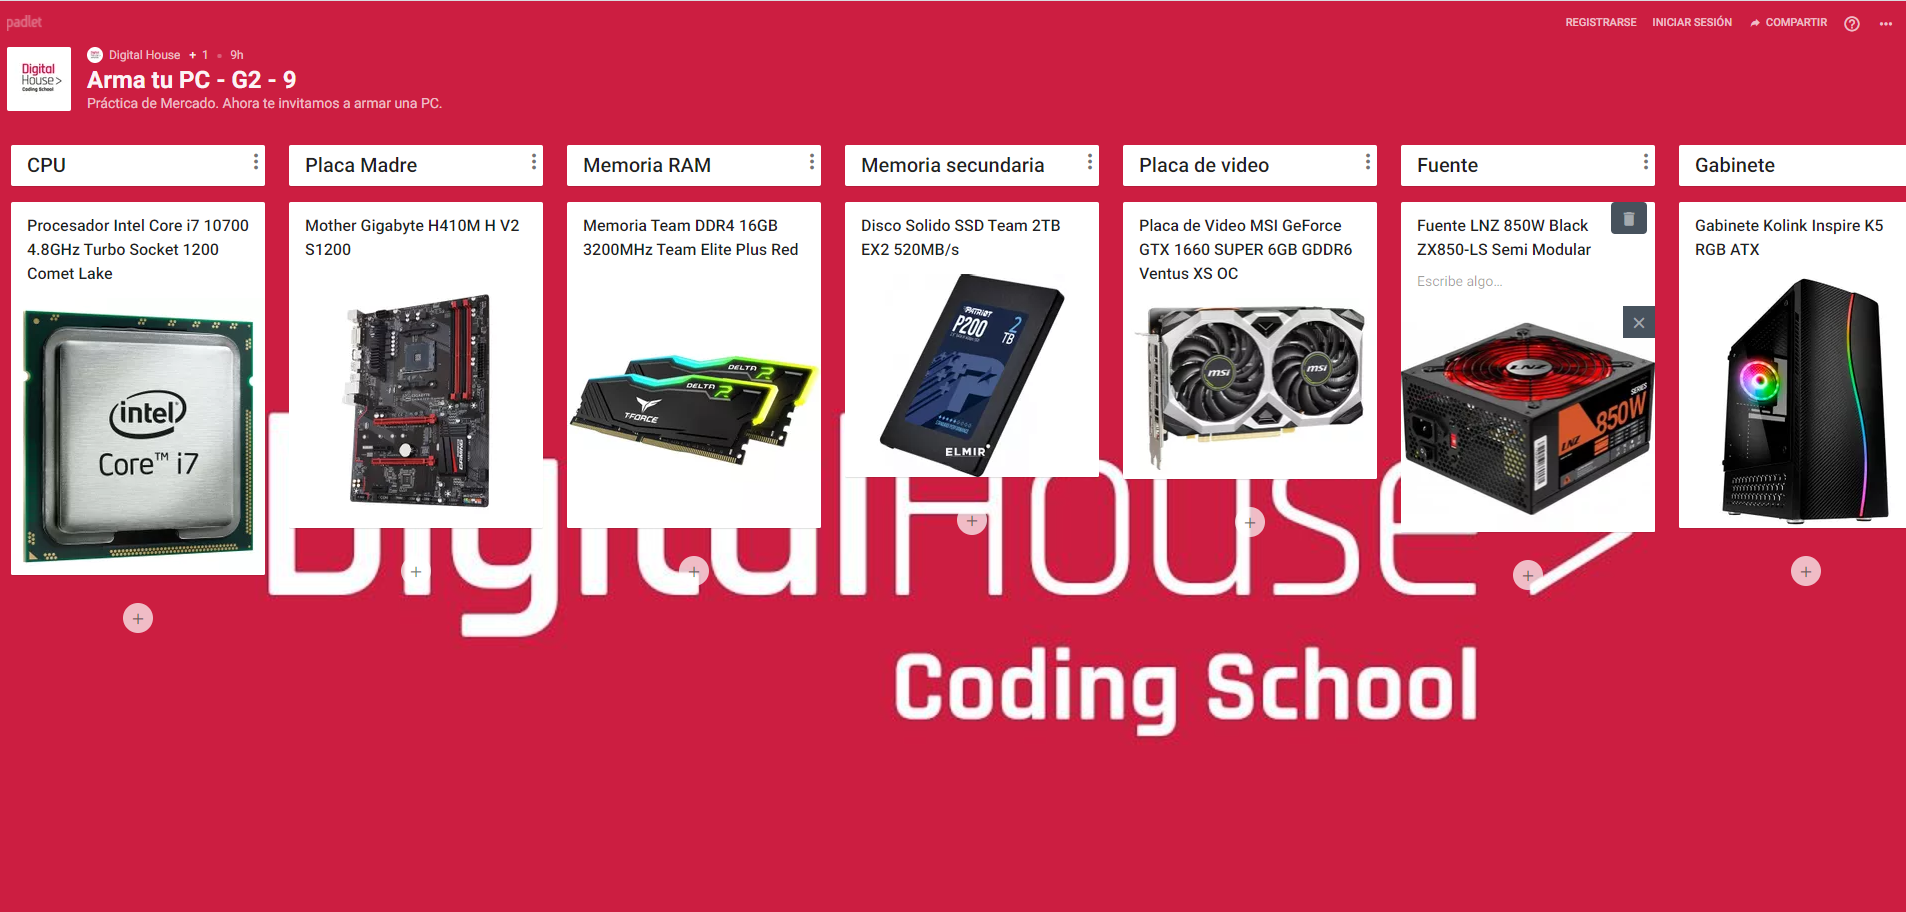 padlet
REGISTRARSE
INICIAR SESIÓN
COMPARTIR
Digital
House>
Coding School
Digital House + 1 9h
Arma tu PC - G2 - 9
Práctica de Mercado. Ahora te invitamos a armar una PC.
CPU
Procesador Intel Core i7 10700
4.8GHz Turbo Socket 1200
Comet Lake
intel
Core™ i7
Placa Madre
Mother Gigabyte H410M H V2
S1200
Memoria RAM
Memoria Team DDR4 16GB
3200MHz Team Elite Plus Red
DELTA
DELTA
T-FORCE
Memoria secundaria
Disco Solido SSD Team 2TB
EX2 520MB/s
PATRIOT
P200
2
TB
ELMIR
Placa de video
Placa de Video MSI GeForce
GTX 1660 SUPER 6GB GDDR6
Ventus XS OC
msi
msi
Fuente
Fuente LNZ 850W Black
ZX850-LS Semi Modular
Escribe algo...
LNZ
SERIES
850W
LNZ
Gabinete
Gabinete Kolink Inspire K5
RGB ATX
DigitalHouse>
Coding School